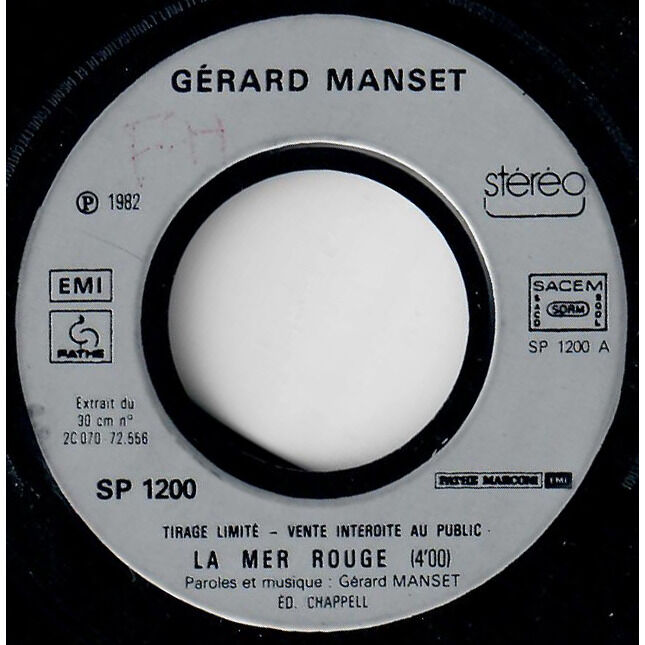 GÉRARD MANSET
FH
stéréo
Ⓟ 1982
EMI
PATHE
SACEM
SACD SDRM SGDL
SP 1200 A
Extrait du
30 cm n°
2C 070 72.556
SP 1200
PATHE MARCONI EMI
TIRAGE LIMITÉ - VENTE INTERDITE AU PUBLIC -
LA MER ROUGE (4'00)
Paroles et musique : Gérard MANSET
ÉD. CHAPPELL